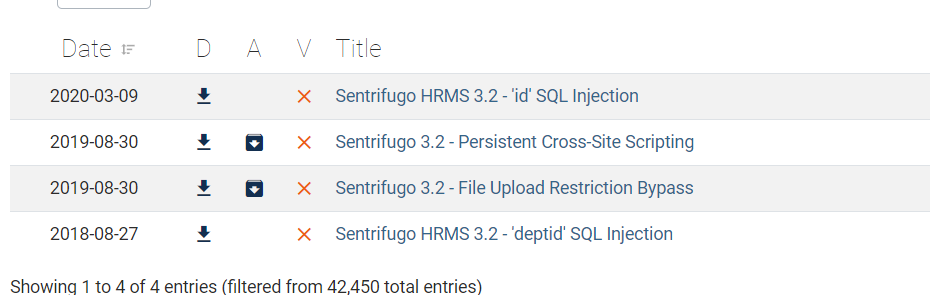 Date D A V Title
2020-03-09 Sentrifugo HRMS 3.2 - 'id' SQL Injection
2019-08-30 Sentrifugo 3.2 - Persistent Cross-Site Scripting
2019-08-30 Sentrifugo 3.2 - File Upload Restriction Bypass
2018-08-27 Sentrifugo HRMS 3.2 - 'deptid' SQL Injection
Showing 1 to 4 of 4 entries (filtered from 42,450 total entries)